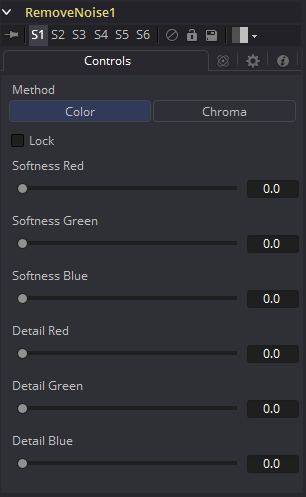 RemoveNoise1
S1 S2 S3 S4 S5 S6
Controls
Method
Color Chroma
Lock
Softness Red
0.0
Softness Green
0.0
Softness Blue
0.0
Detail Red
0.0
Detail Green
0.0
Detail Blue
0.0